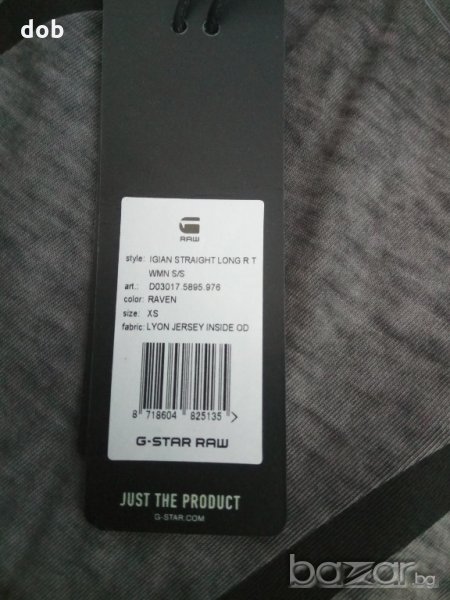 dob
RAW
style: IGIAN STRAIGHT LONG R T
WMN S/S
art.: D03017.5895.976
color: RAVEN
size: XS
fabric: LYON JERSEY INSIDE OD
8 718604 825135 >
G-STAR RAW
JUST THE PRODUCT
G-STAR.COM
bazar.bg